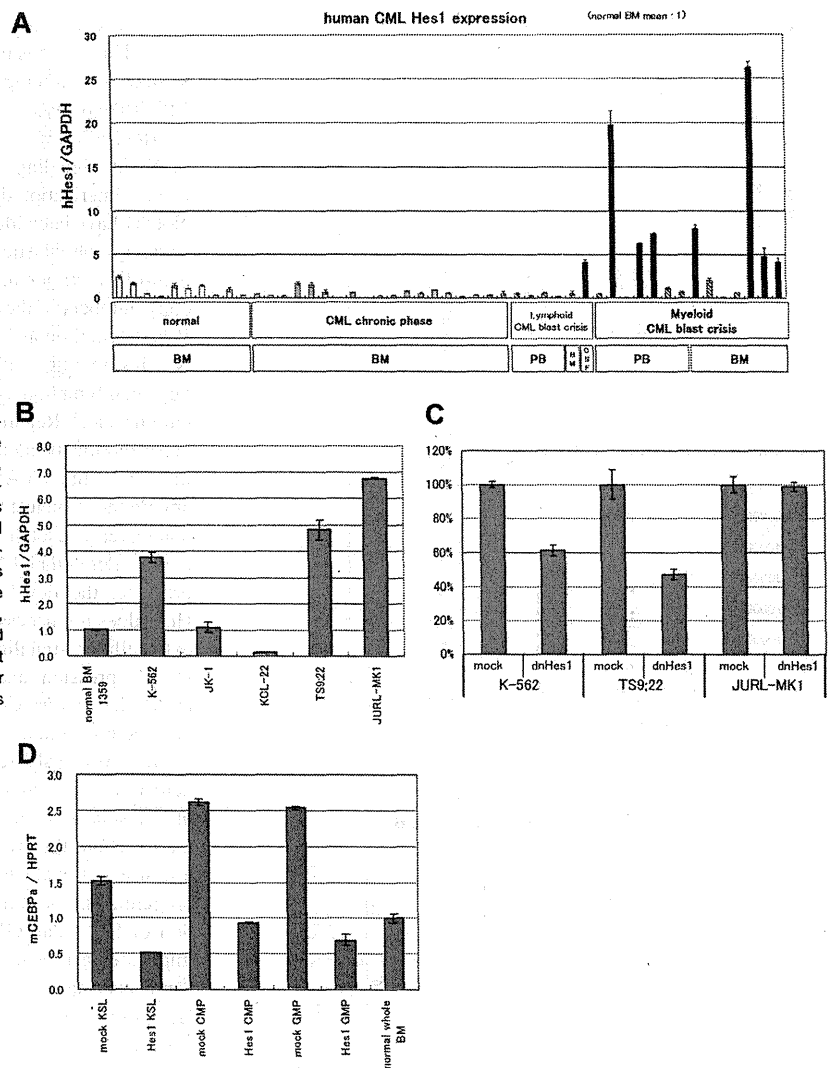 A
human CML Hes1 expression (normal BM mean : 1)
30
25
20
15
10
5
0
hHes1/GAPDH
normal
CML chronic phase
Lymphoid CML blast crisis
Myeloid CML blast crisis
BM
BM
PB
PB
BM
B
8.0
7.0
6.0
5.0
4.0
3.0
2.0
1.0
0.0
hHes1/GAPDH
normal BM 1359
K-562
JK-1
KCL-22
TS9;22
JURL-MK1
C
120%
100%
80%
60%
40%
20%
0%
mock
dnHes1
mock
dnHes1
mock
dnHes1
K-562
TS9;22
JURL-MK1
D
3.0
2.5
2.0
1.5
1.0
0.5
0.0
mCEBPa / HPRT
mock KSL
Hes1 KSL
mock CMP
Hes1 CMP
mock GMP
Hes1 GMP
normal whole BM